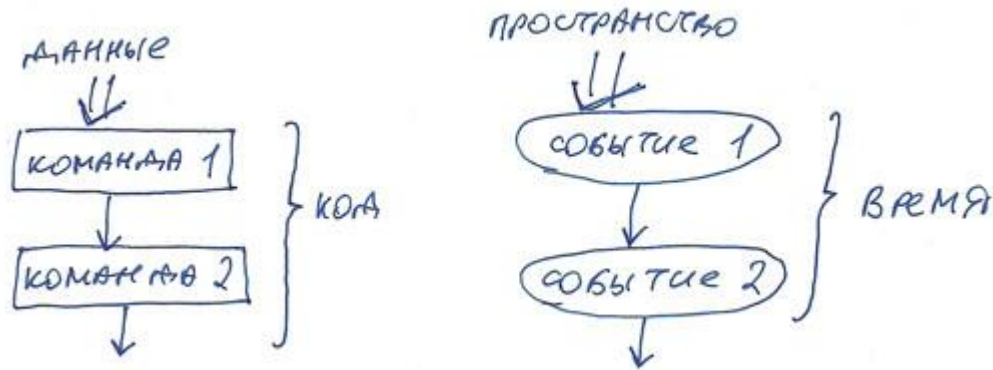 ДАННЫЕ
КОМАНДА 1
КОМАНДА 2
КОД
ПРОСТРАНСТВО
СОБЫТИЕ 1
СОБЫТИЕ 2
ВРЕМЯ